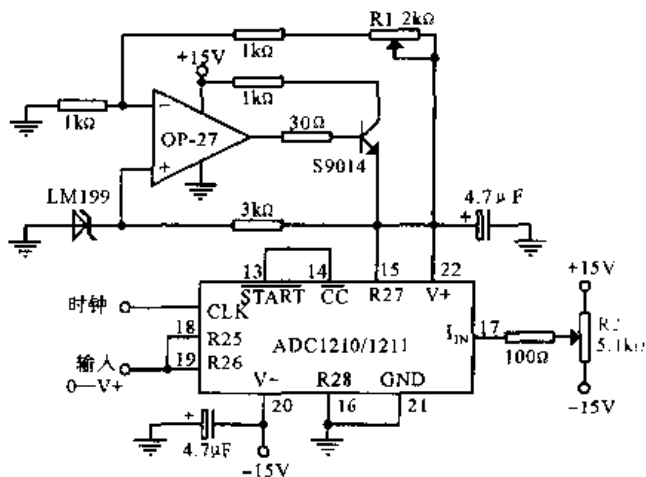 R1 2kΩ
1kΩ
+15V
1kΩ
1kΩ
−
OP-27
+
30Ω
S9014
LM199
3kΩ
4.7μF
+
13 14 15 22
START CC R27 V+
时钟
CLK
18 R25
输入
19 R26
0—V+
ADC1210/1211
I_IN 17
100Ω
+15V
R2
5.1kΩ
−15V
V− R28 GND
20 16 21
+
4.7μF
−15V